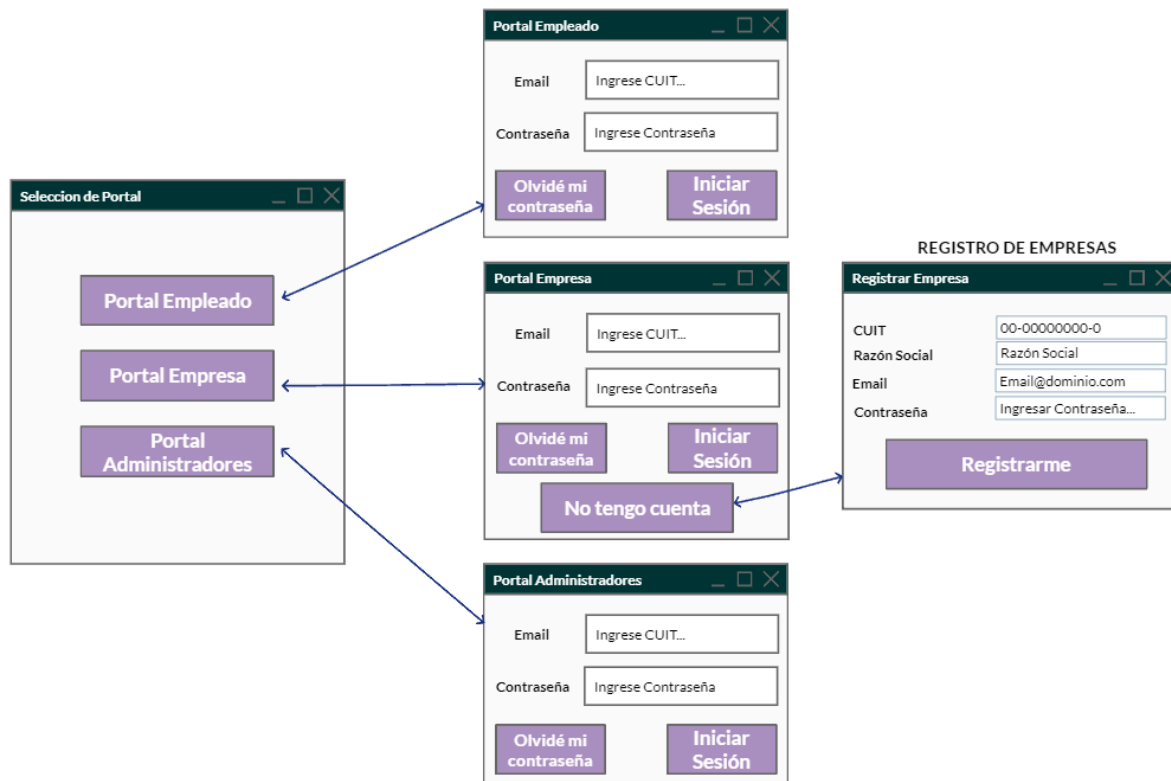 Seleccion de Portal
Portal Empleado
Portal Empresa
Portal
Administradores
Portal Empleado
Email
Ingrese CUIT...
Contraseña
Ingrese Contraseña
Olvidé mi
contraseña
Iniciar
Sesión
Portal Empresa
Email
Ingrese CUIT...
Contraseña
Ingrese Contraseña
Olvidé mi
contraseña
Iniciar
Sesión
No tengo cuenta
Portal Administradores
Email
Ingrese CUIT...
Contraseña
Ingrese Contraseña
Olvidé mi
contraseña
Iniciar
Sesión
REGISTRO DE EMPRESAS
Registrar Empresa
CUIT
00-00000000-0
Razón Social
Razón Social
Email
Email@dominio.com
Contraseña
Ingresar Contraseña...
Registrarme